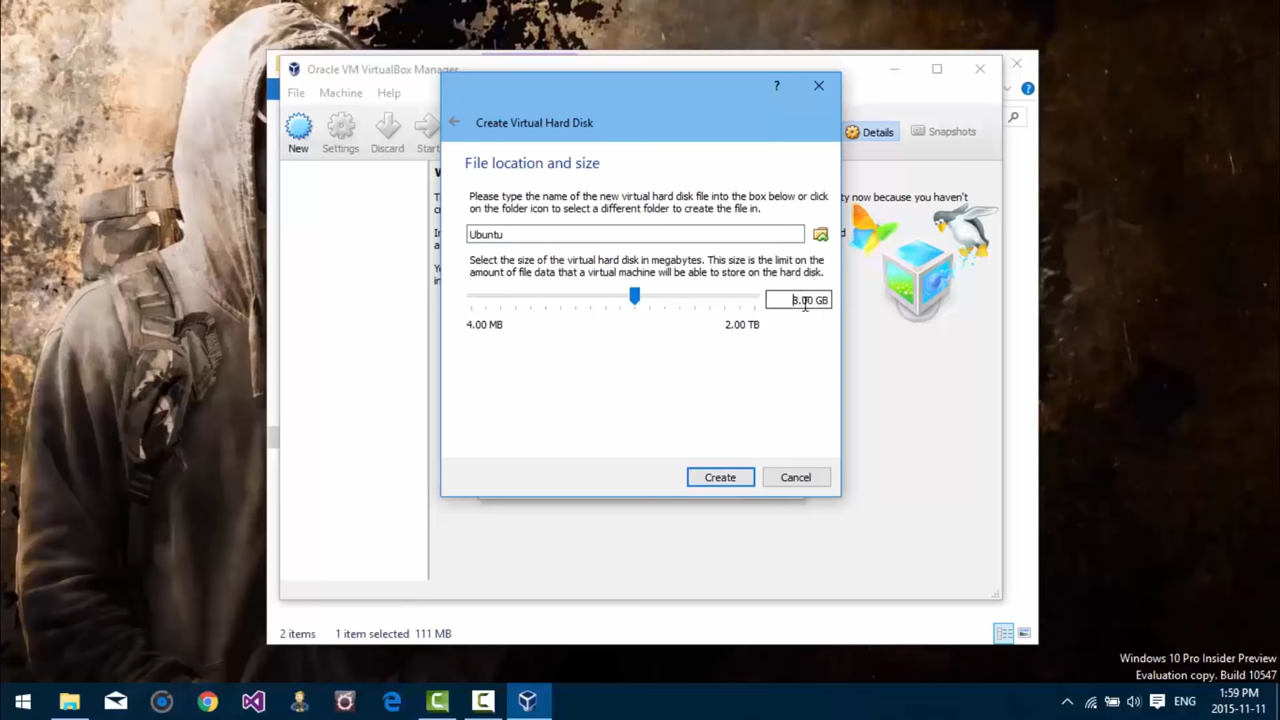 Oracle VM VirtualBox Manager
File Machine Help
New Settings Discard Start
Details Snapshots
?
Create Virtual Hard Disk
File location and size
Please type the name of the new virtual hard disk file into the box below or click
on the folder icon to select a different folder to create the file in.
Ubuntu
Select the size of the virtual hard disk in megabytes. This size is the limit on the
amount of file data that a virtual machine will be able to store on the hard disk.
8.00 GB
4.00 MB 2.00 TB
Create Cancel
ty now because you haven't
2 items 1 item selected 111 MB
Windows 10 Pro Insider Preview
Evaluation copy. Build 10547
ENG
1:59 PM
2015-11-11